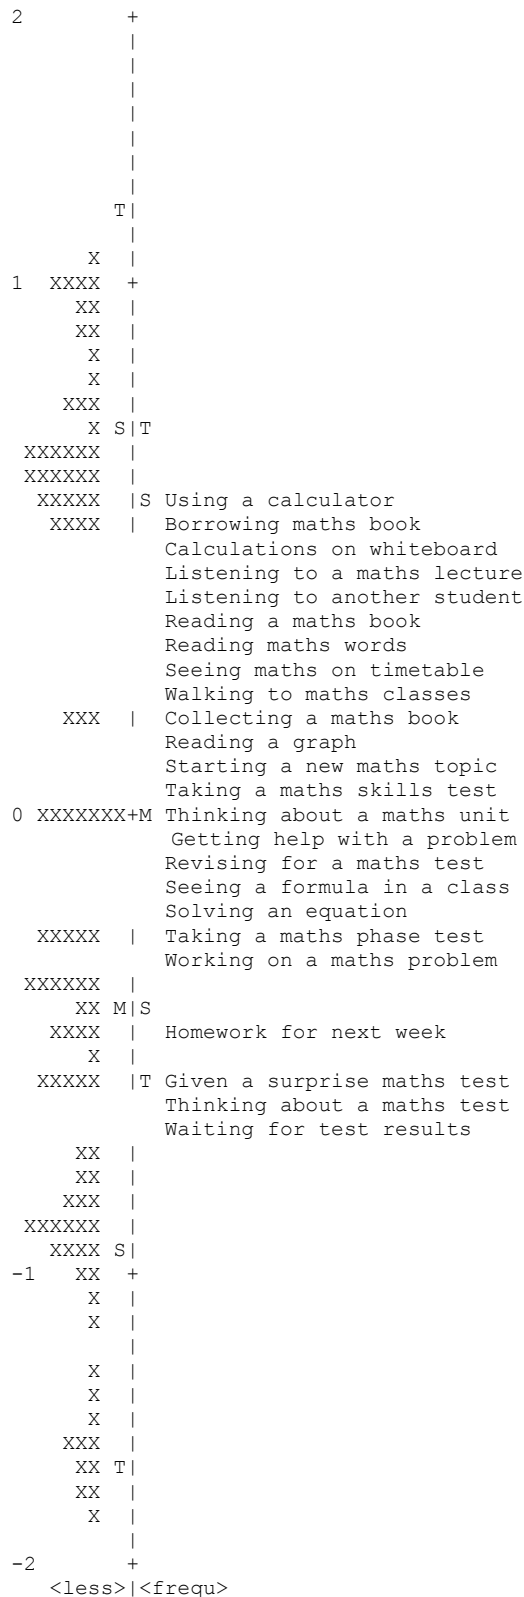 2        +
         |
         |
         |
         |
         |
         |
         |
        T|
         |
      X  |
1  XXXX  +
     XX  |
     XX  |
      X  |
      X  |
    XXX  |
      X S|T
 XXXXXX  |
 XXXXXX  |
  XXXXX  |S Using a calculator
   XXXX  | Borrowing maths book
           Calculations on whiteboard
           Listening to a maths lecture
           Listening to another student
           Reading a maths book
           Reading maths words
           Seeing maths on timetable
           Walking to maths classes
    XXX  | Collecting a maths book
           Reading a graph
           Starting a new maths topic
           Taking a maths skills test
0 XXXXXXX+M Thinking about a maths unit
            Getting help with a problem
           Revising for a maths test
           Seeing a formula in a class
           Solving an equation
  XXXXX  | Taking a maths phase test
           Working on a maths problem
 XXXXXX  |
     XX M|S
   XXXX  | Homework for next week
      X  |
  XXXXX  |T Given a surprise maths test
           Thinking about a maths test
           Waiting for test results
     XX  |
     XX  |
    XXX  |
 XXXXXX  |
   XXXX S|
-1   XX  +
      X  |
      X  |
         |
      X  |
      X  |
      X  |
    XXX  |
     XX T|
     XX  |
      X  |
         |
-2       +
   <less>|<frequ>